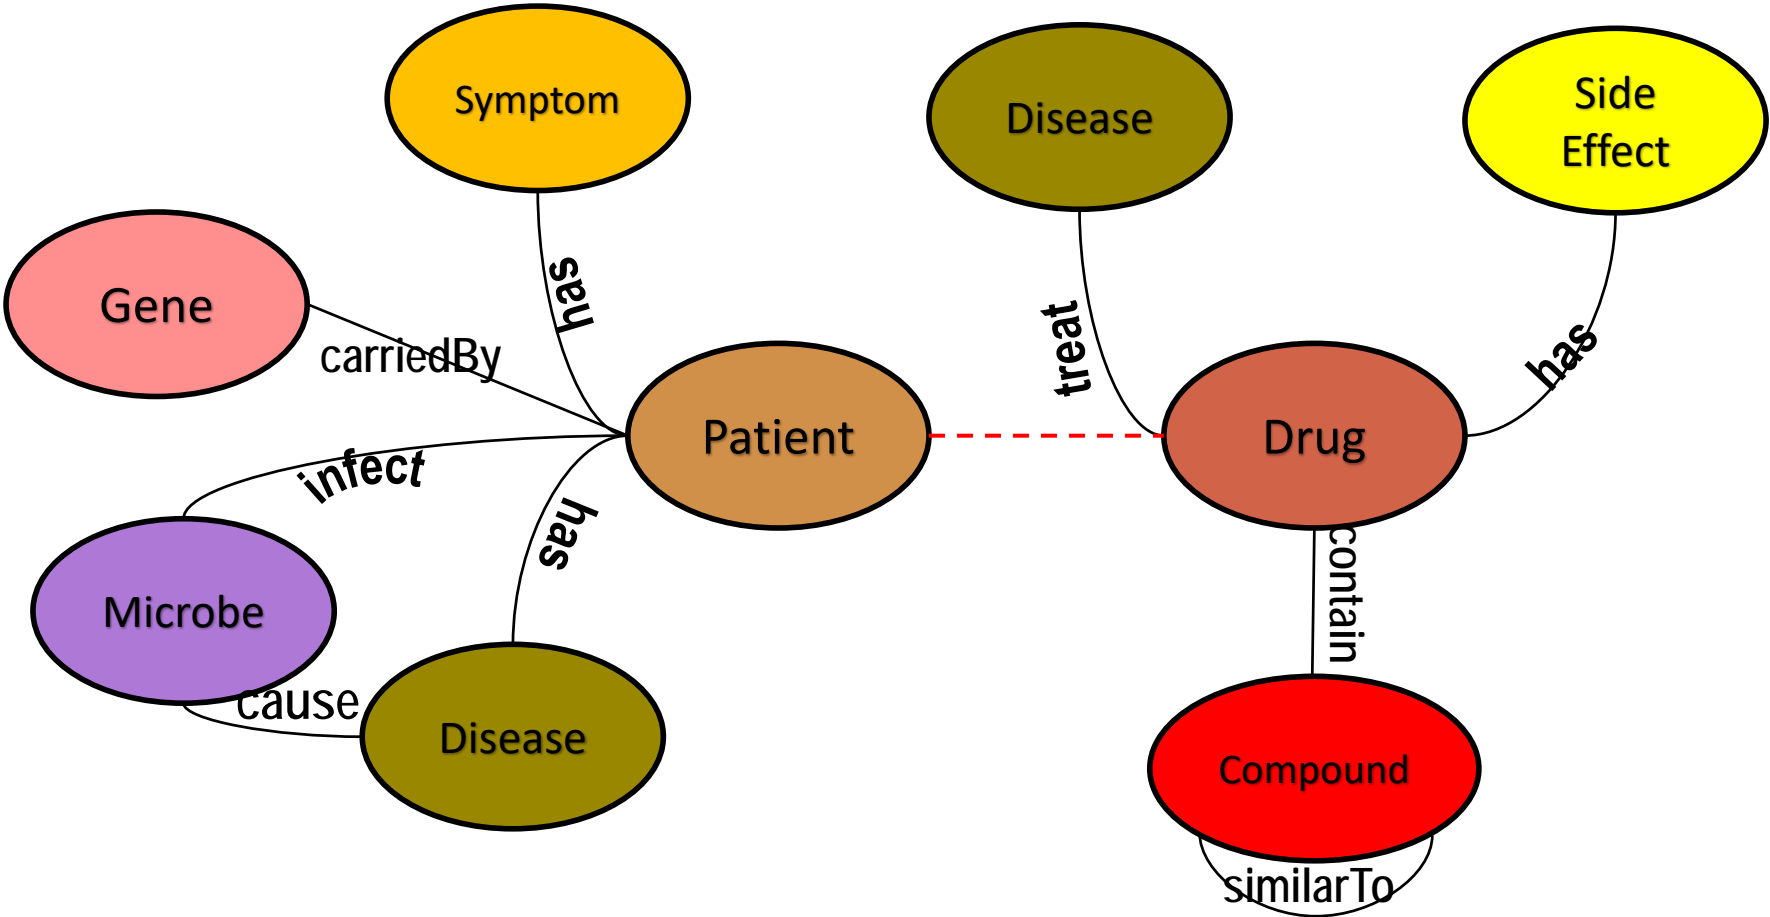 Symptom
Disease
Side
Effect
Gene
has
carriedBy
treat
has
Patient
Drug
infect
has
contain
Microbe
cause
Disease
Compound
similarTo